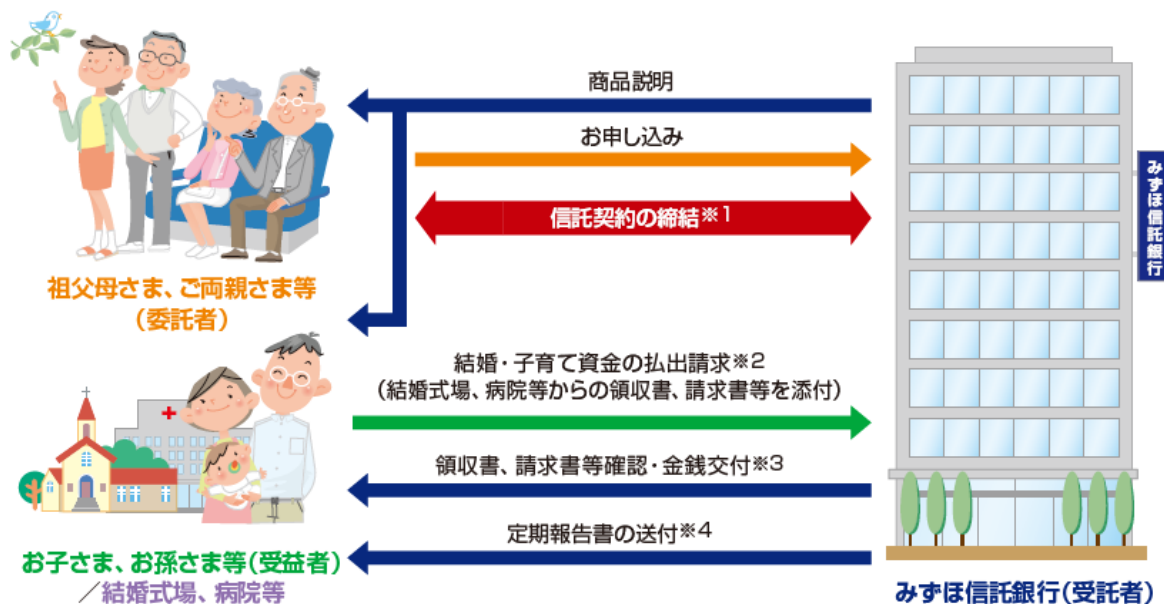 商品説明
お申し込み
信託契約の締結※1
みずほ信託銀行
祖父母さま、ご両親さま等
(委託者)
結婚・子育て資金の払出請求※2
(結婚式場、病院等からの領収書、請求書等を添付)
領収書、請求書等確認・金銭交付※3
定期報告書の送付※4
お子さま、お孫さま等(受益者)
／結婚式場、病院等
みずほ信託銀行(受託者)